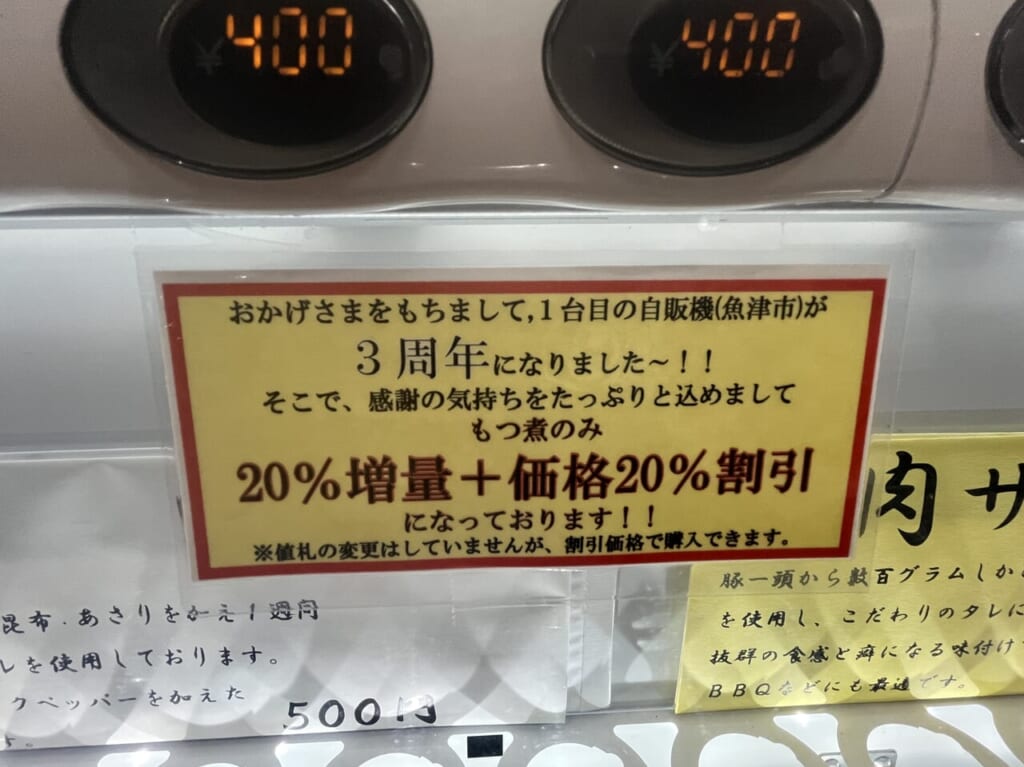 ¥400
¥400
おかげさまをもちまして,1台目の自販機(魚津市)が
3周年になりました~!!
そこで、感謝の気持ちをたっぷりと込めまして
もつ煮のみ
20%増量+価格20%割引
になっております!!
※値札の変更はしていませんが、割引価格で購入できます。
昆布.あさりをかえ1週間
レを使用しております。
クペッパーを加えた
す。
500円
肉サ
豚一頭から数百グラムしか
を使用し、こだわりのタレに
抜群の食感と癖になる味付け
BBQなどにも最適です。